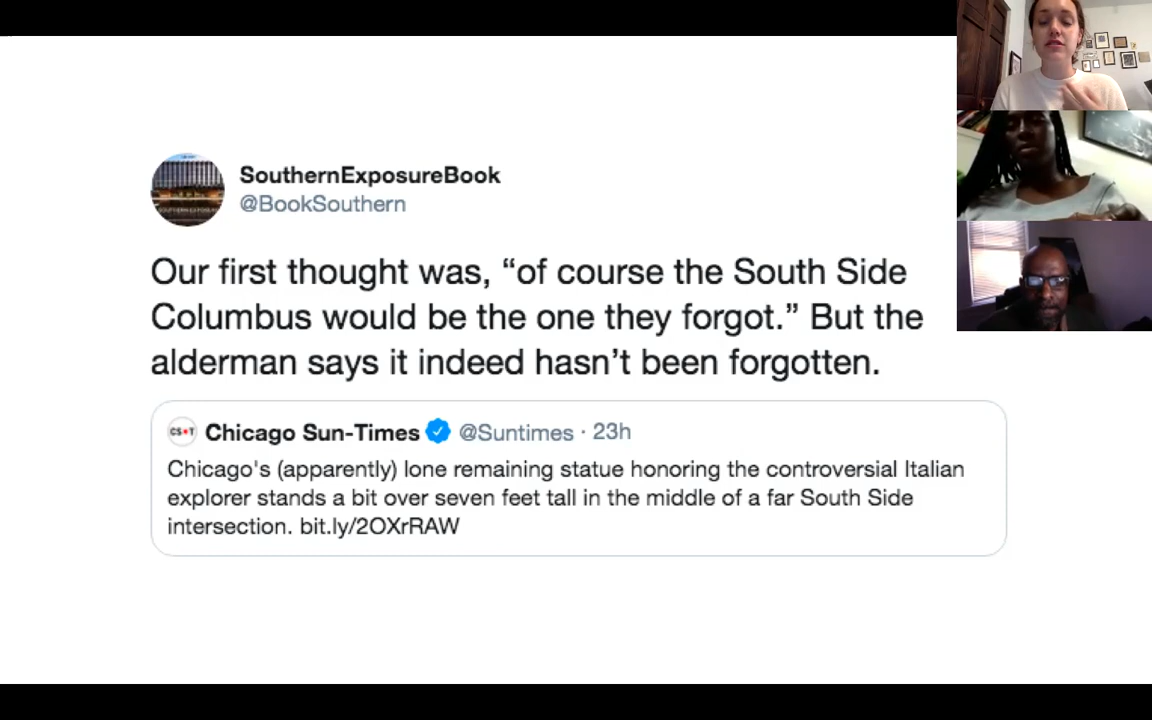 SouthernExposureBook
@BookSouthern
Our first thought was, “of course the South Side
Columbus would be the one they forgot.” But the
alderman says it indeed hasn’t been forgotten.
CS★T Chicago Sun-Times @Suntimes · 23h
Chicago's (apparently) lone remaining statue honoring the controversial Italian
explorer stands a bit over seven feet tall in the middle of a far South Side
intersection. bit.ly/2OXrRAW